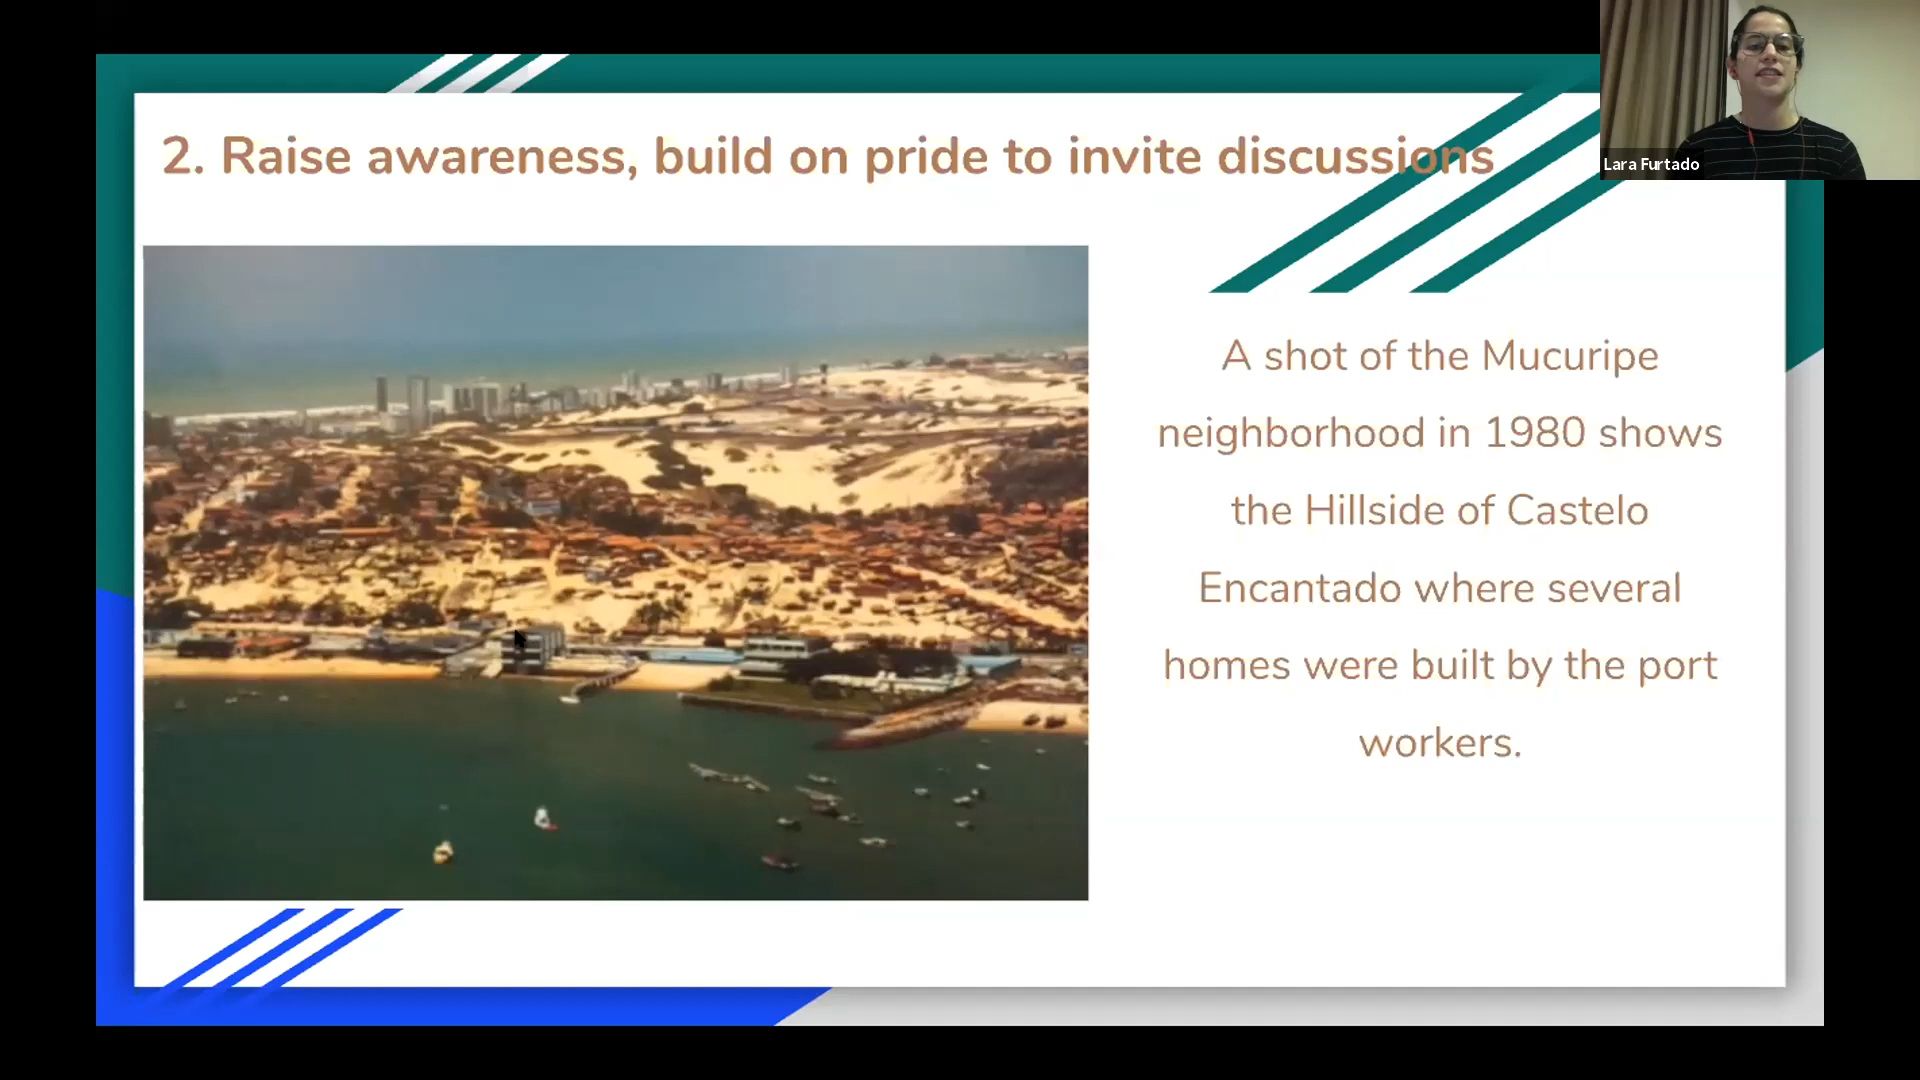 2. Raise awareness, build on pride to invite discussions
Lara Furtado
A shot of the Mucuripe
neighborhood in 1980 shows
the Hillside of Castelo
Encantado where several
homes were built by the port
workers.